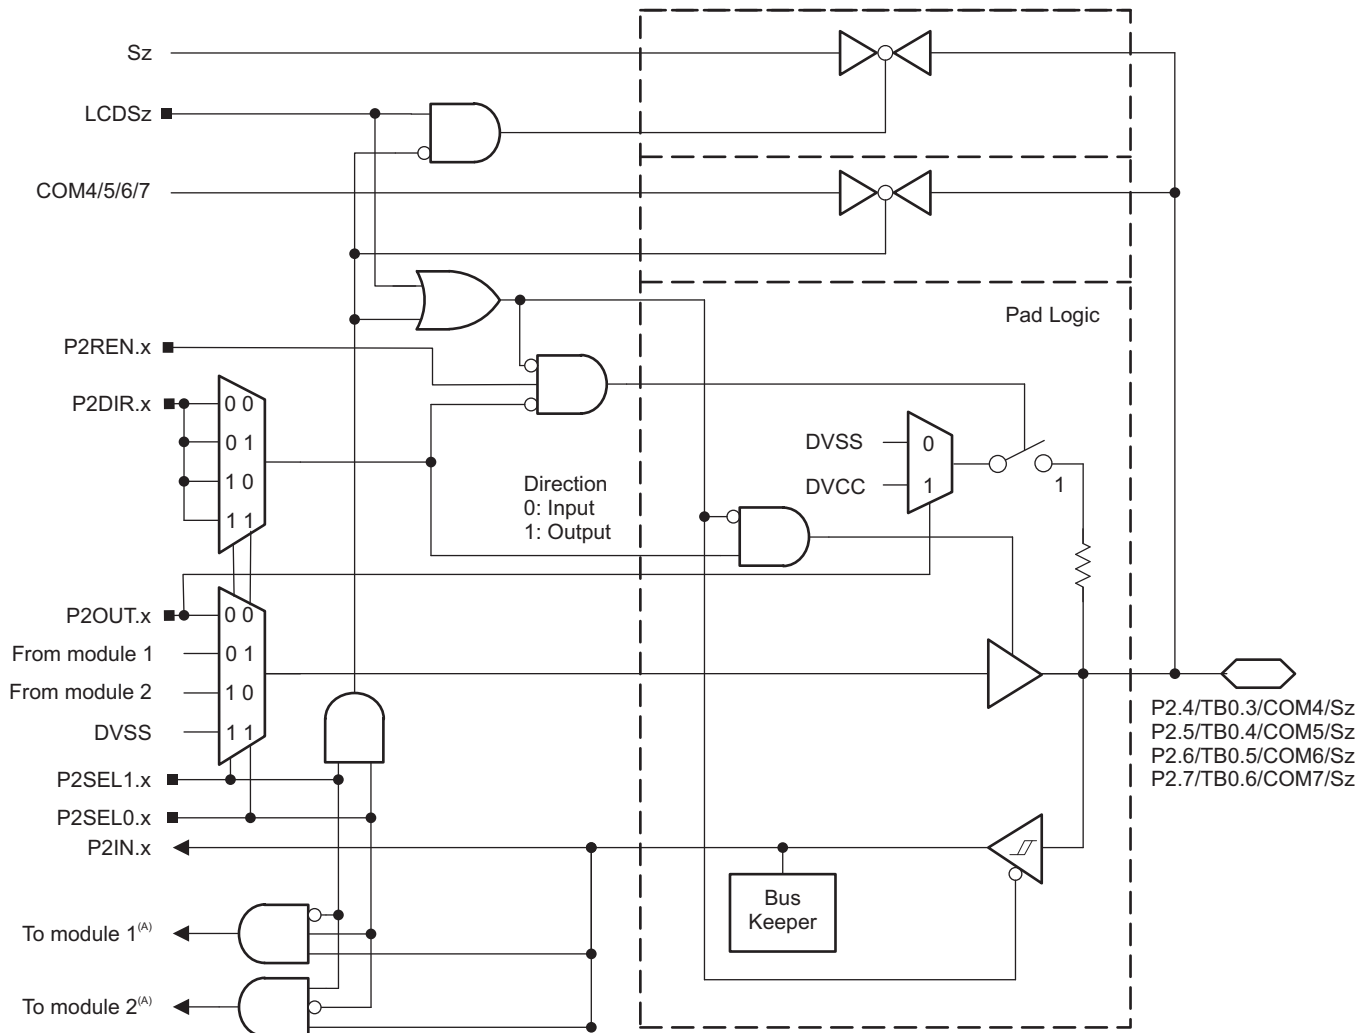 Sz
LCDSz
COM4/5/6/7
Pad Logic
P2REN.x
P2DIR.x
0 0
0 1
1 0
1 1
Direction
0: Input
1: Output
DVSS
DVCC
0
1
1
P2OUT.x
From module 1
From module 2
DVSS
0 0
0 1
1 0
1 1
P2SEL1.x
P2SEL0.x
P2IN.x
P2.4/TB0.3/COM4/Sz
P2.5/TB0.4/COM5/Sz
P2.6/TB0.5/COM6/Sz
P2.7/TB0.6/COM7/Sz
Bus
Keeper
To module 1(A)
To module 2(A)